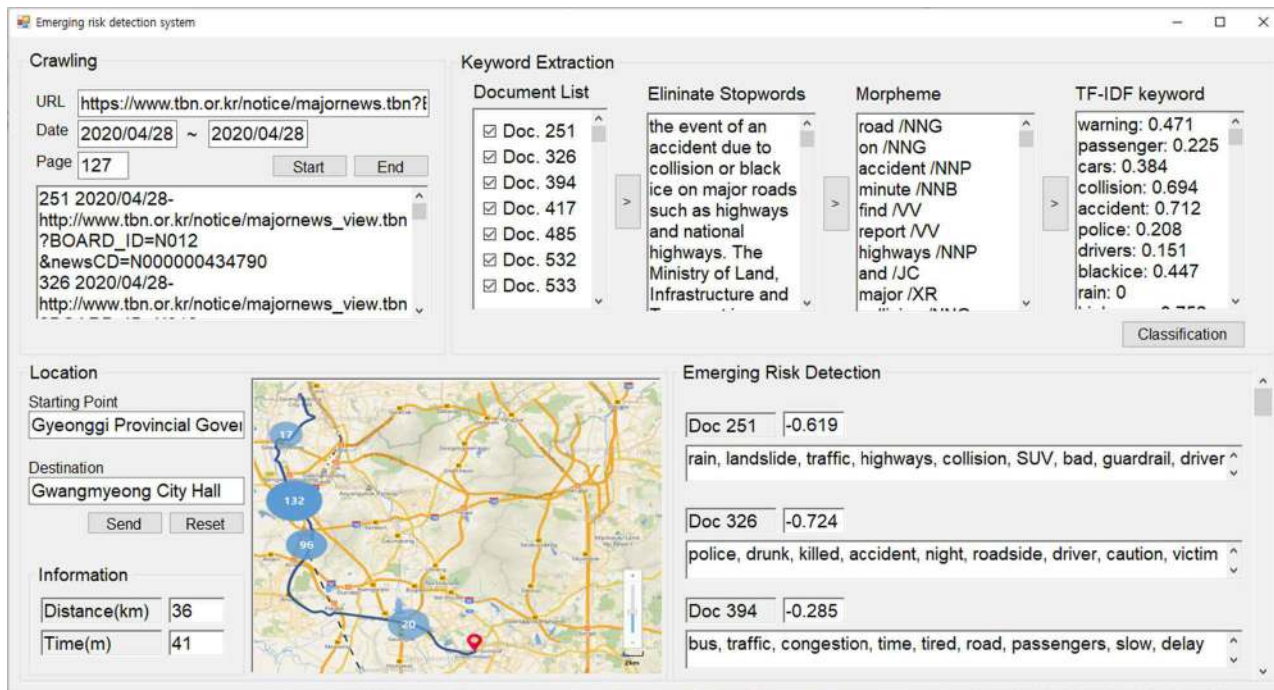 Emerging risk detection system
Crawling
URL https://www.tbn.or.kr/notice/majornews.tbn?
Date 2020/04/28 ~ 2020/04/28
Page 127 Start End
251 2020/04/28-
http://www.tbn.or.kr/notice/majornews_view.tbn
?BOARD_ID=N012
&newsCD=N000000434790
326 2020/04/28-
http://www.tbn.or.kr/notice/majornews_view.tbn
Keyword Extraction
Document List
Doc. 251
Doc. 326
Doc. 394
Doc. 417
Doc. 485
Doc. 532
Doc. 533
>
Elininate Stopwords
the event of an
accident due to
collision or black
ice on major roads
such as highways
and national
highways. The
Ministry of Land,
Infrastructure and
>
Morpheme
road /NNG
on /NNG
accident /NNP
minute /NNB
find /VV
report /VV
highways /NNP
and /JC
major /XR
>
TF-IDF keyword
warning: 0.471
passenger: 0.225
cars: 0.384
collision: 0.694
accident: 0.712
police: 0.208
drivers: 0.151
blackice: 0.447
rain: 0
Classification
Location
Starting Point
Gyeonggi Provincial Gover
Destination
Gwangmyeong City Hall
Send Reset
Information
Distance(km) 36
Time(m) 41
17
132
96
20
2km
Emerging Risk Detection
Doc 251 -0.619
rain, landslide, traffic, highways, collision, SUV, bad, guardrail, driver
Doc 326 -0.724
police, drunk, killed, accident, night, roadside, driver, caution, victim
Doc 394 -0.285
bus, traffic, congestion, time, tired, road, passengers, slow, delay